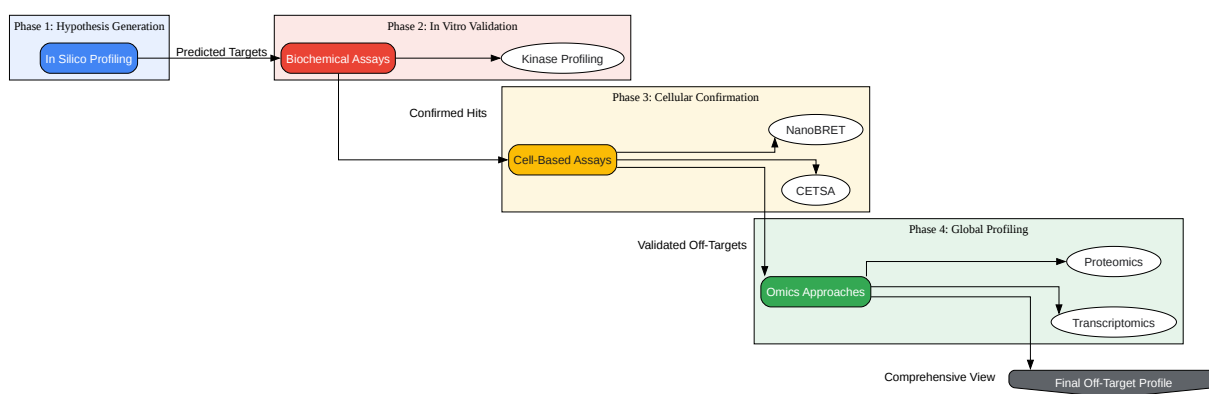 Phase 1: Hypothesis Generation
In Silico Profiling
Predicted Targets
Phase 2: In Vitro Validation
Biochemical Assays
Kinase Profiling
Confirmed Hits
Phase 3: Cellular Confirmation
Cell-Based Assays
NanoBRET
CETSA
Validated Off-Targets
Phase 4: Global Profiling
Omics Approaches
Proteomics
Transcriptomics
Comprehensive View
Final Off-Target Profile